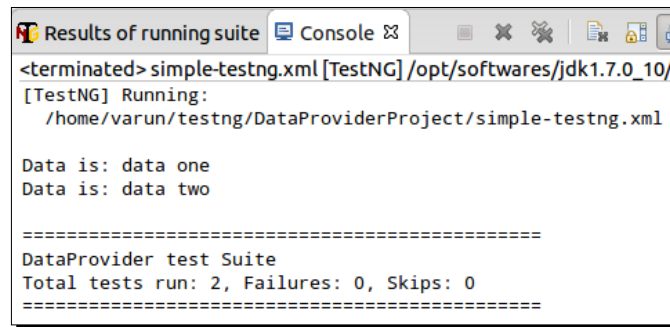 Results of running suite Console
<terminated> simple-testng.xml [TestNG] /opt/softwares/jdk1.7.0_10/
[TestNG] Running:
/home/varun/testng/DataProviderProject/simple-testng.xml
Data is: data one
Data is: data two
===============================================
DataProvider test Suite
Total tests run: 2, Failures: 0, Skips: 0
===============================================